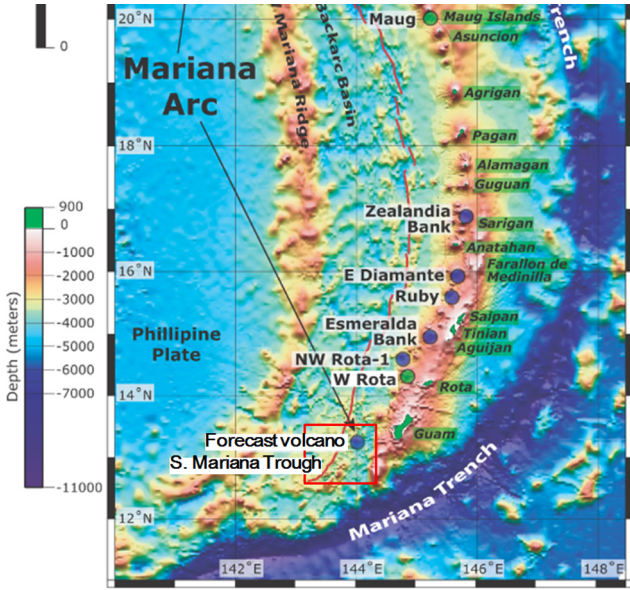 20°N
0
Mariana
Arc
Mariana Ridge
Backarc Basin
Maug
Maug Islands
Asuncion
Trench
Agrigan
18°N
Pagan
Alamagan
Guguan
900
0
-1000
-2000
-3000
-4000
-5000
-6000
-7000
-11000
Depth (meters)
Zealandia
Bank
Sarigan
Anatahan
16°N
E Diamante
Farallon de
Medinilla
Ruby
Phillipine
Plate
Esmeralda
Bank
Saipan
Tinian
Aguijan
NW Rota-1
14°N
W Rota
Rota
Forecast volcano
Guam
S. Mariana Trough
Mariana Trench
12°N
142°E
144°E
146°E
148°E